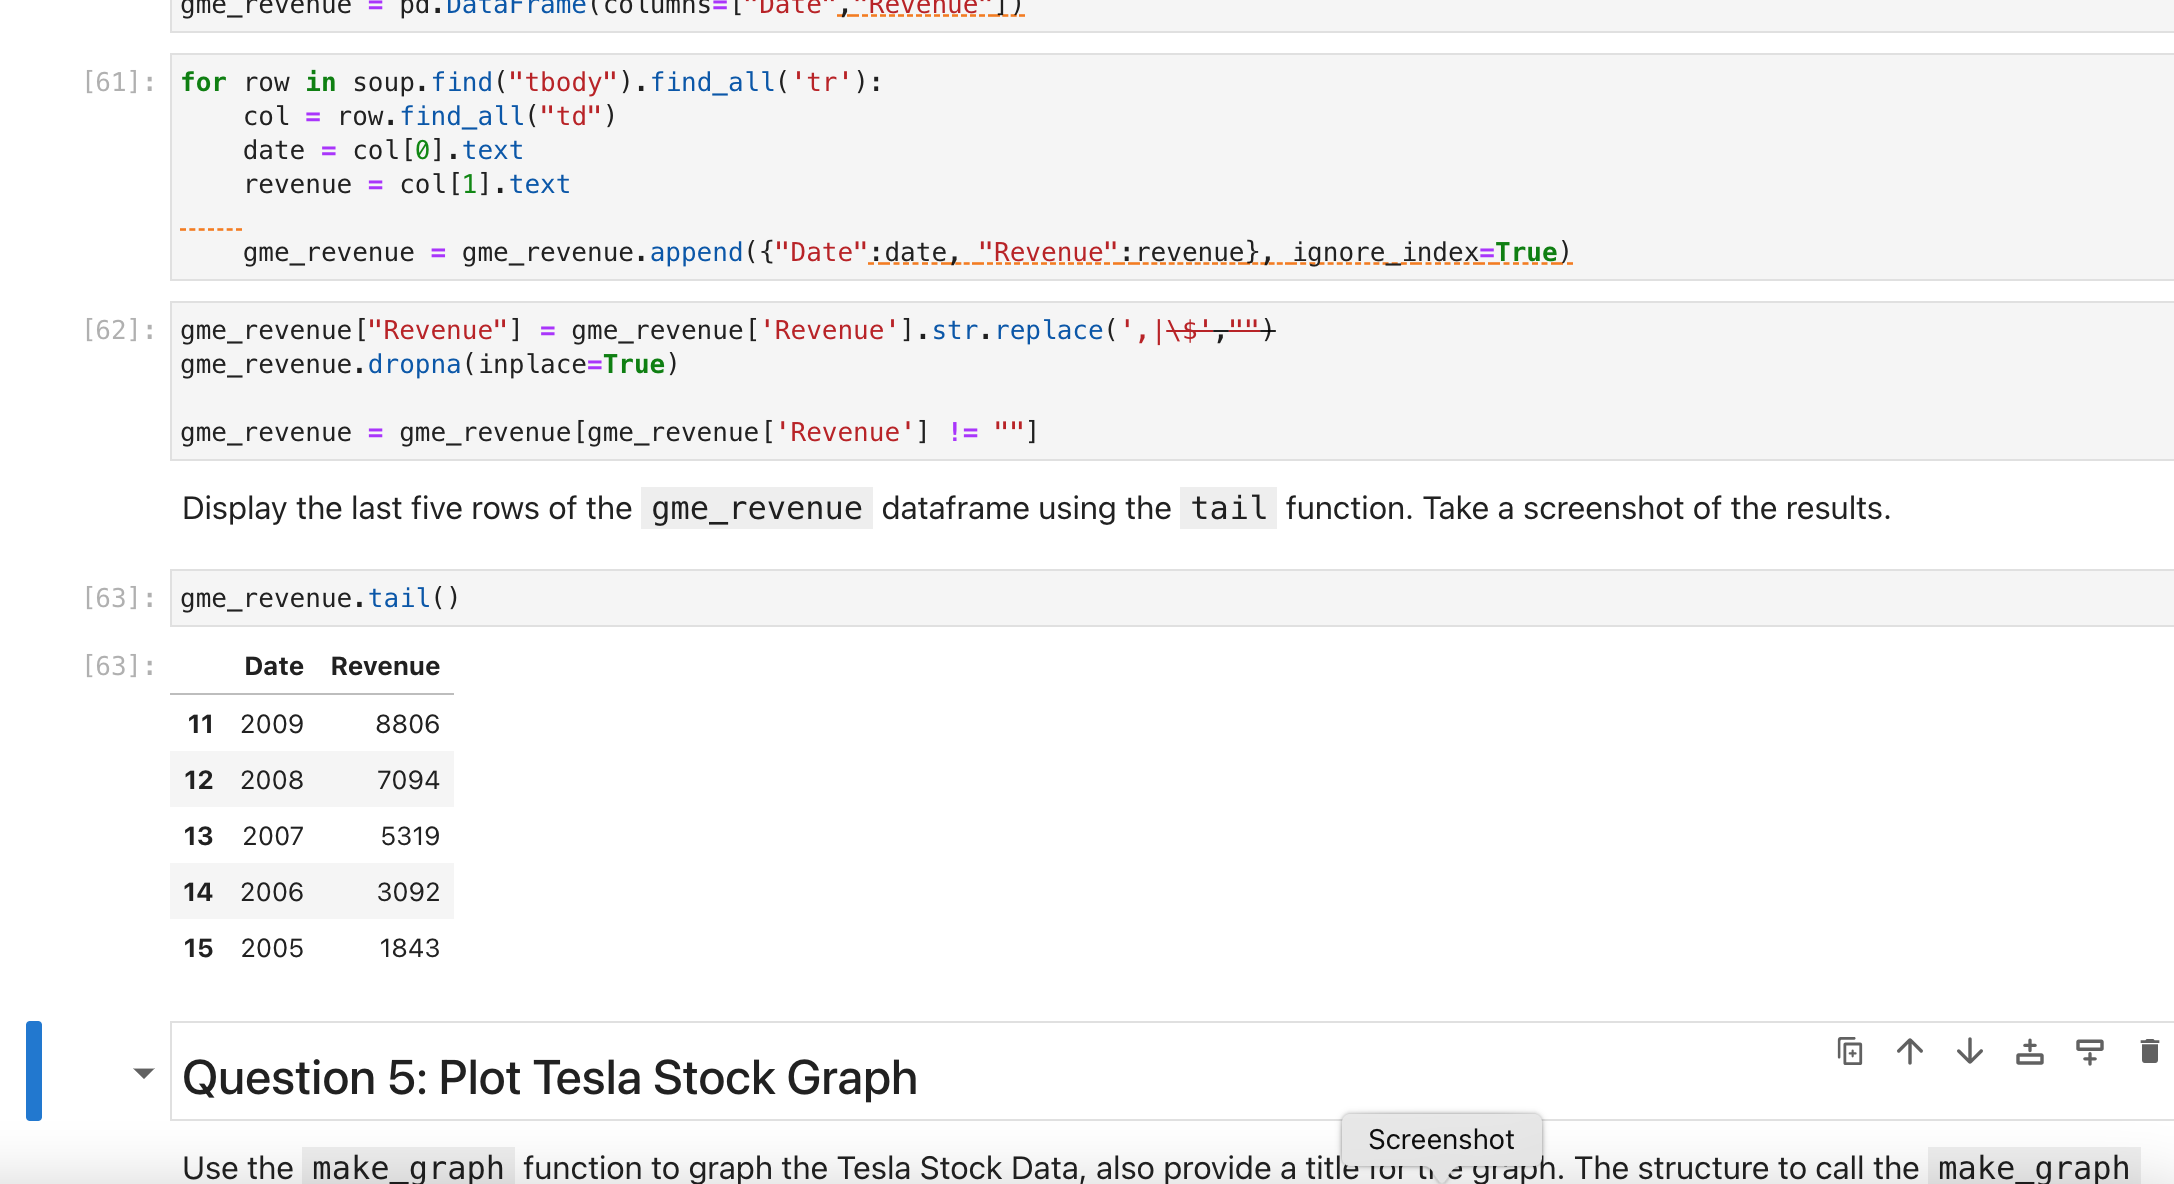 gme_revenue = pd.DataFrame(columns=["Date","Revenue"])
[61]:
for row in soup.find("tbody").find_all('tr'):
    col = row.find_all("td")
    date = col[0].text
    revenue = col[1].text
    gme_revenue = gme_revenue.append({"Date":date, "Revenue":revenue}, ignore_index=True)
[62]:
gme_revenue["Revenue"] = gme_revenue['Revenue'].str.replace(',|\$',"")
gme_revenue.dropna(inplace=True)
gme_revenue = gme_revenue[gme_revenue['Revenue'] != ""]
Display the last five rows of the gme_revenue dataframe using the tail function. Take a screenshot of the results.
[63]: gme_revenue.tail()
[63]: Date Revenue
11 2009 8806
12 2008 7094
13 2007 5319
14 2006 3092
15 2005 1843
Question 5: Plot Tesla Stock Graph
Screenshot
Use the make_graph function to graph the Tesla Stock Data, also provide a title for the graph. The structure to call the make_graph